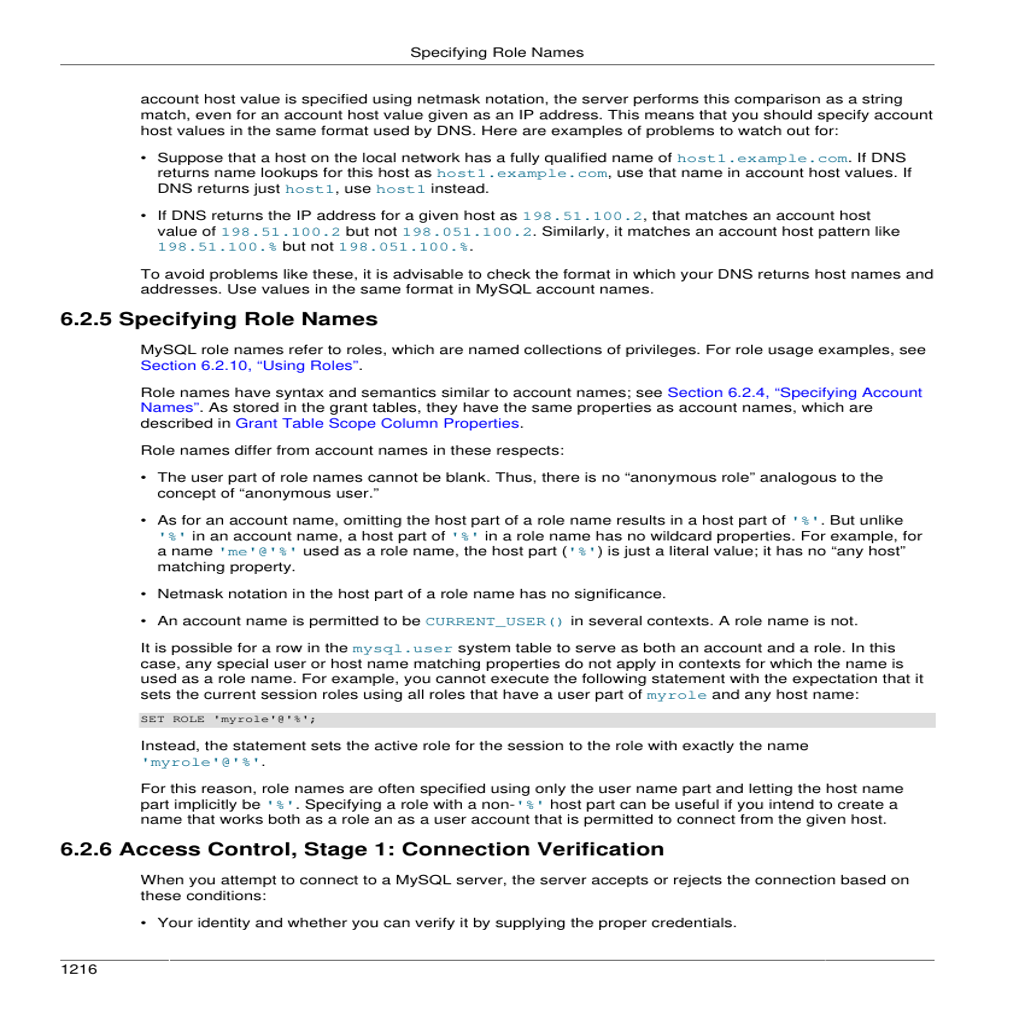 Specifying Role Names
account host value is specified using netmask notation, the server performs this comparison as a string
match, even for an account host value given as an IP address. This means that you should specify account
host values in the same format used by DNS. Here are examples of problems to watch out for:
• Suppose that a host on the local network has a fully qualified name of host1.example.com. If DNS
returns name lookups for this host as host1.example.com, use that name in account host values. If
DNS returns just host1, use host1 instead.
• If DNS returns the IP address for a given host as 198.51.100.2, that matches an account host
value of 198.51.100.2 but not 198.051.100.2. Similarly, it matches an account host pattern like
198.51.100.% but not 198.051.100.%.
To avoid problems like these, it is advisable to check the format in which your DNS returns host names and
addresses. Use values in the same format in MySQL account names.
6.2.5 Specifying Role Names
MySQL role names refer to roles, which are named collections of privileges. For role usage examples, see
Section 6.2.10, “Using Roles”.
Role names have syntax and semantics similar to account names; see Section 6.2.4, “Specifying Account
Names”. As stored in the grant tables, they have the same properties as account names, which are
described in Grant Table Scope Column Properties.
Role names differ from account names in these respects:
• The user part of role names cannot be blank. Thus, there is no “anonymous role” analogous to the
concept of “anonymous user.”
• As for an account name, omitting the host part of a role name results in a host part of '%'. But unlike
'%' in an account name, a host part of '%' in a role name has no wildcard properties. For example, for
a name 'me'@'%' used as a role name, the host part ('%') is just a literal value; it has no “any host”
matching property.
• Netmask notation in the host part of a role name has no significance.
• An account name is permitted to be CURRENT_USER() in several contexts. A role name is not.
It is possible for a row in the mysql.user system table to serve as both an account and a role. In this
case, any special user or host name matching properties do not apply in contexts for which the name is
used as a role name. For example, you cannot execute the following statement with the expectation that it
sets the current session roles using all roles that have a user part of myrole and any host name:
SET ROLE 'myrole'@'%';
Instead, the statement sets the active role for the session to the role with exactly the name
'myrole'@'%'.
For this reason, role names are often specified using only the user name part and letting the host name
part implicitly be '%'. Specifying a role with a non-'%' host part can be useful if you intend to create a
name that works both as a role an as a user account that is permitted to connect from the given host.
6.2.6 Access Control, Stage 1: Connection Verification
When you attempt to connect to a MySQL server, the server accepts or rejects the connection based on
these conditions:
• Your identity and whether you can verify it by supplying the proper credentials.
1216